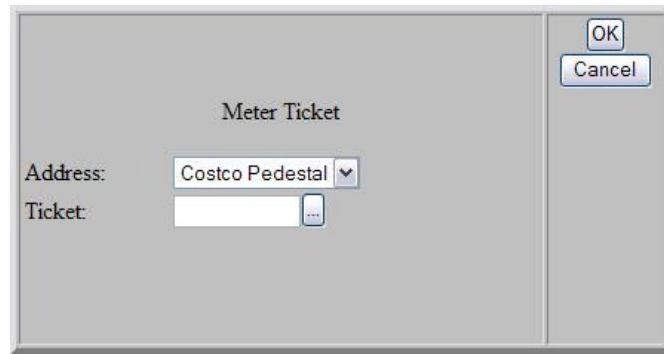 OK
Cancel
Meter Ticket
Address: Costco Pedestal
Ticket: ...